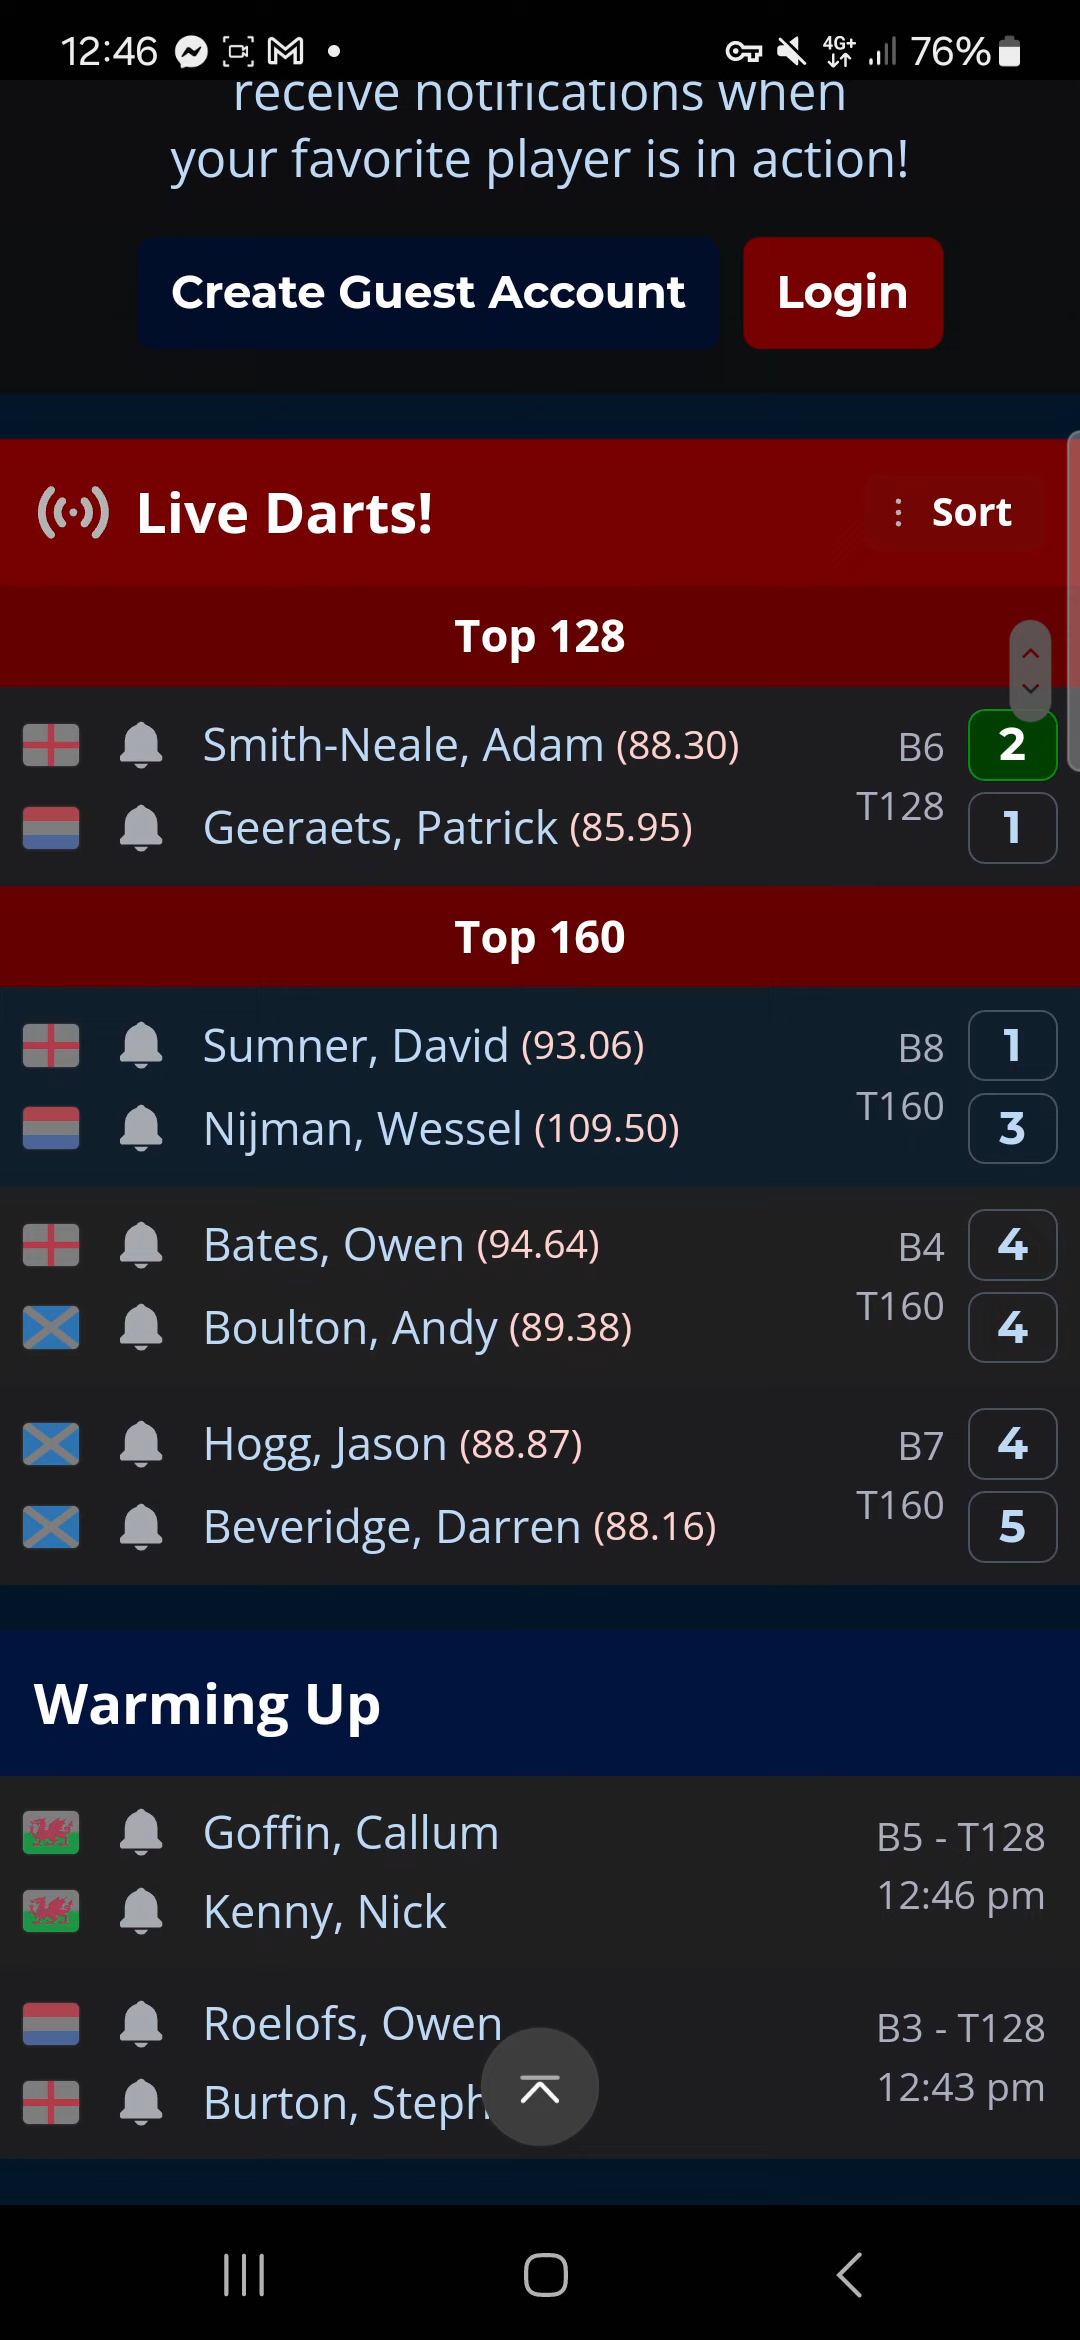 12:46 4G+ 76%
receive notifications when
your favorite player is in action!
Create Guest Account Login
Live Darts! Sort
Top 128
Smith-Neale, Adam (88.30) B6 2
Geeraets, Patrick (85.95) T128 1
Top 160
Sumner, David (93.06) B8 1
Nijman, Wessel (109.50) T160 3
Bates, Owen (94.64) B4 4
Boulton, Andy (89.38) T160 4
Hogg, Jason (88.87) B7 4
Beveridge, Darren (88.16) T160 5
Warming Up
Goffin, Callum B5 - T128
Kenny, Nick 12:46 pm
Roelofs, Owen B3 - T128
Burton, Steph 12:43 pm